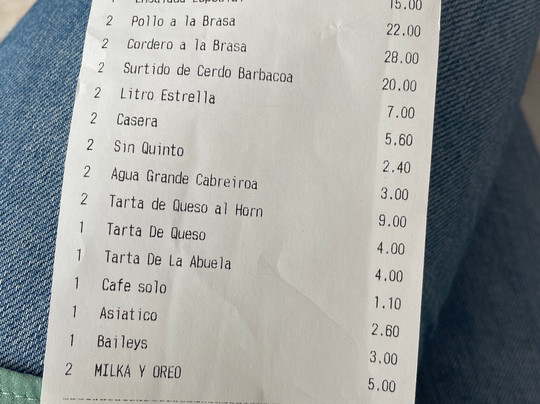 1 Ensalada Especial 15.00
2 Pollo a la Brasa 22.00
2 Cordero a la Brasa 28.00
2 Surtido de Cerdo Barbacoa 20.00
2 Litro Estrella 7.00
2 Casera 5.60
2 Sin Quinto 2.40
2 Agua Grande Cabreiroa 3.00
2 Tarta de Queso al Horn 9.00
1 Tarta De Queso 4.00
1 Tarta De La Abuela 4.00
1 Cafe solo 1.10
1 Asiatico 2.60
1 Baileys 3.00
2 MILKA Y OREO 5.00